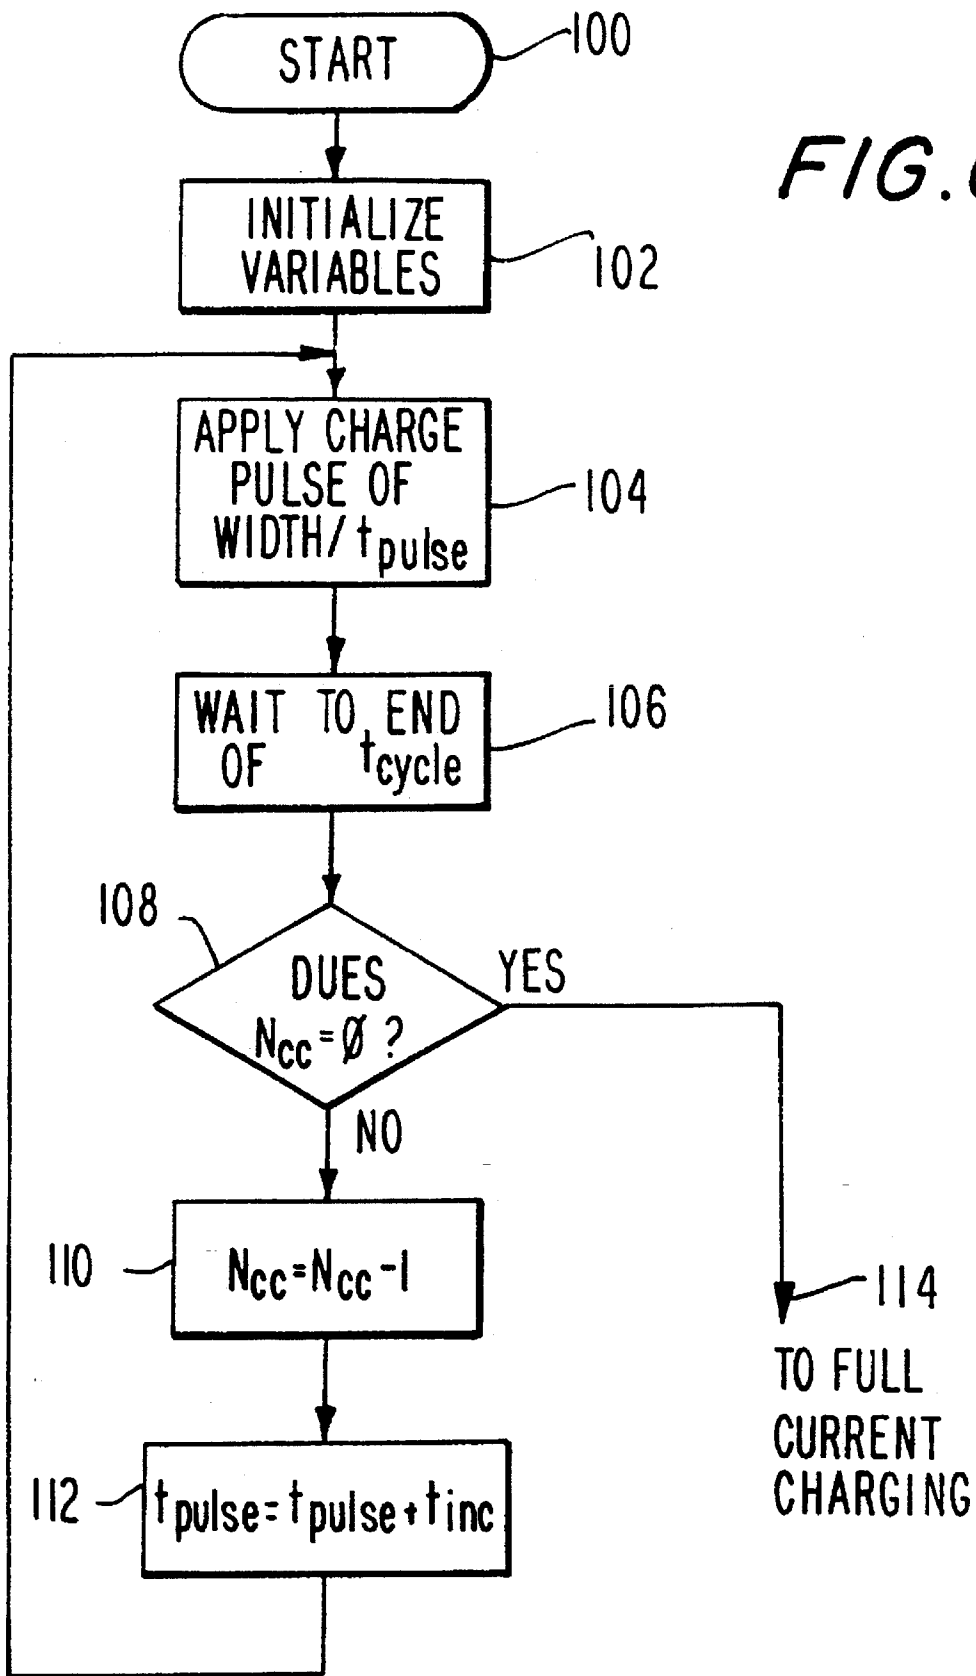 START
100
FIG.
INITIALIZE
VARIABLES
102
APPLY CHARGE
PULSE OF
WIDTH/ tpulse
104
WAIT TO END
OF tcycle
106
108
DUES
Ncc=Ø ?
YES
NO
110
Ncc=Ncc-1
114
TO FULL
CURRENT
CHARGING
112
tpulse=tpulse+tinc